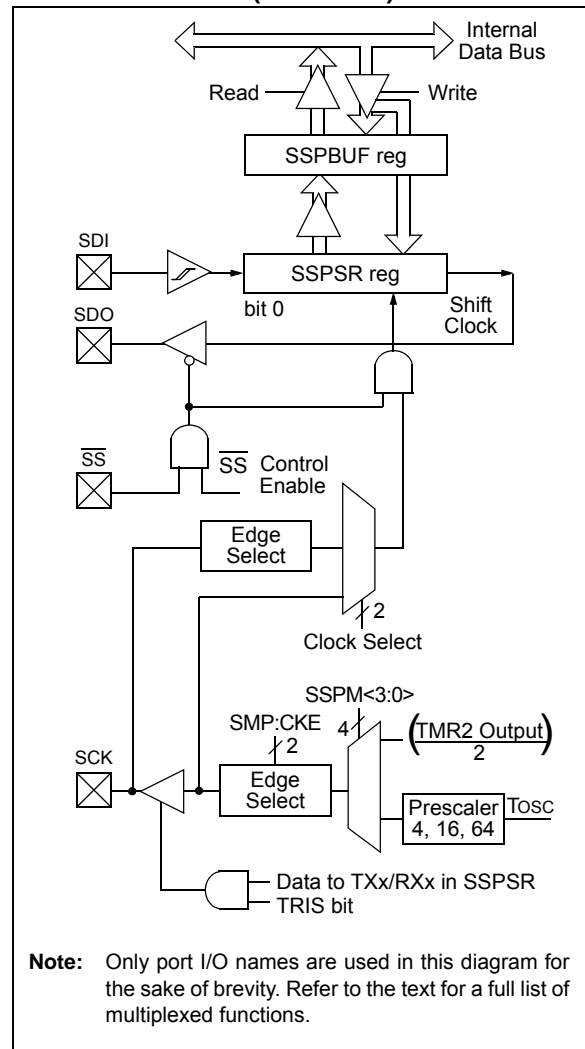 Internal
Data Bus
Read
Write
SSPBUF reg
SDI
SSPSR reg
bit 0
Shift
Clock
SDO
SS
SS Control
Enable
Edge
Select
2
Clock Select
SSPM<3:0>
SMP:CKE
4
2
(TMR2 Output)
2
SCK
Edge
Select
Prescaler
4, 16, 64
TOSC
Data to TXx/RXx in SSPSR
TRIS bit
Note: Only port I/O names are used in this diagram for
the sake of brevity. Refer to the text for a full list of
multiplexed functions.